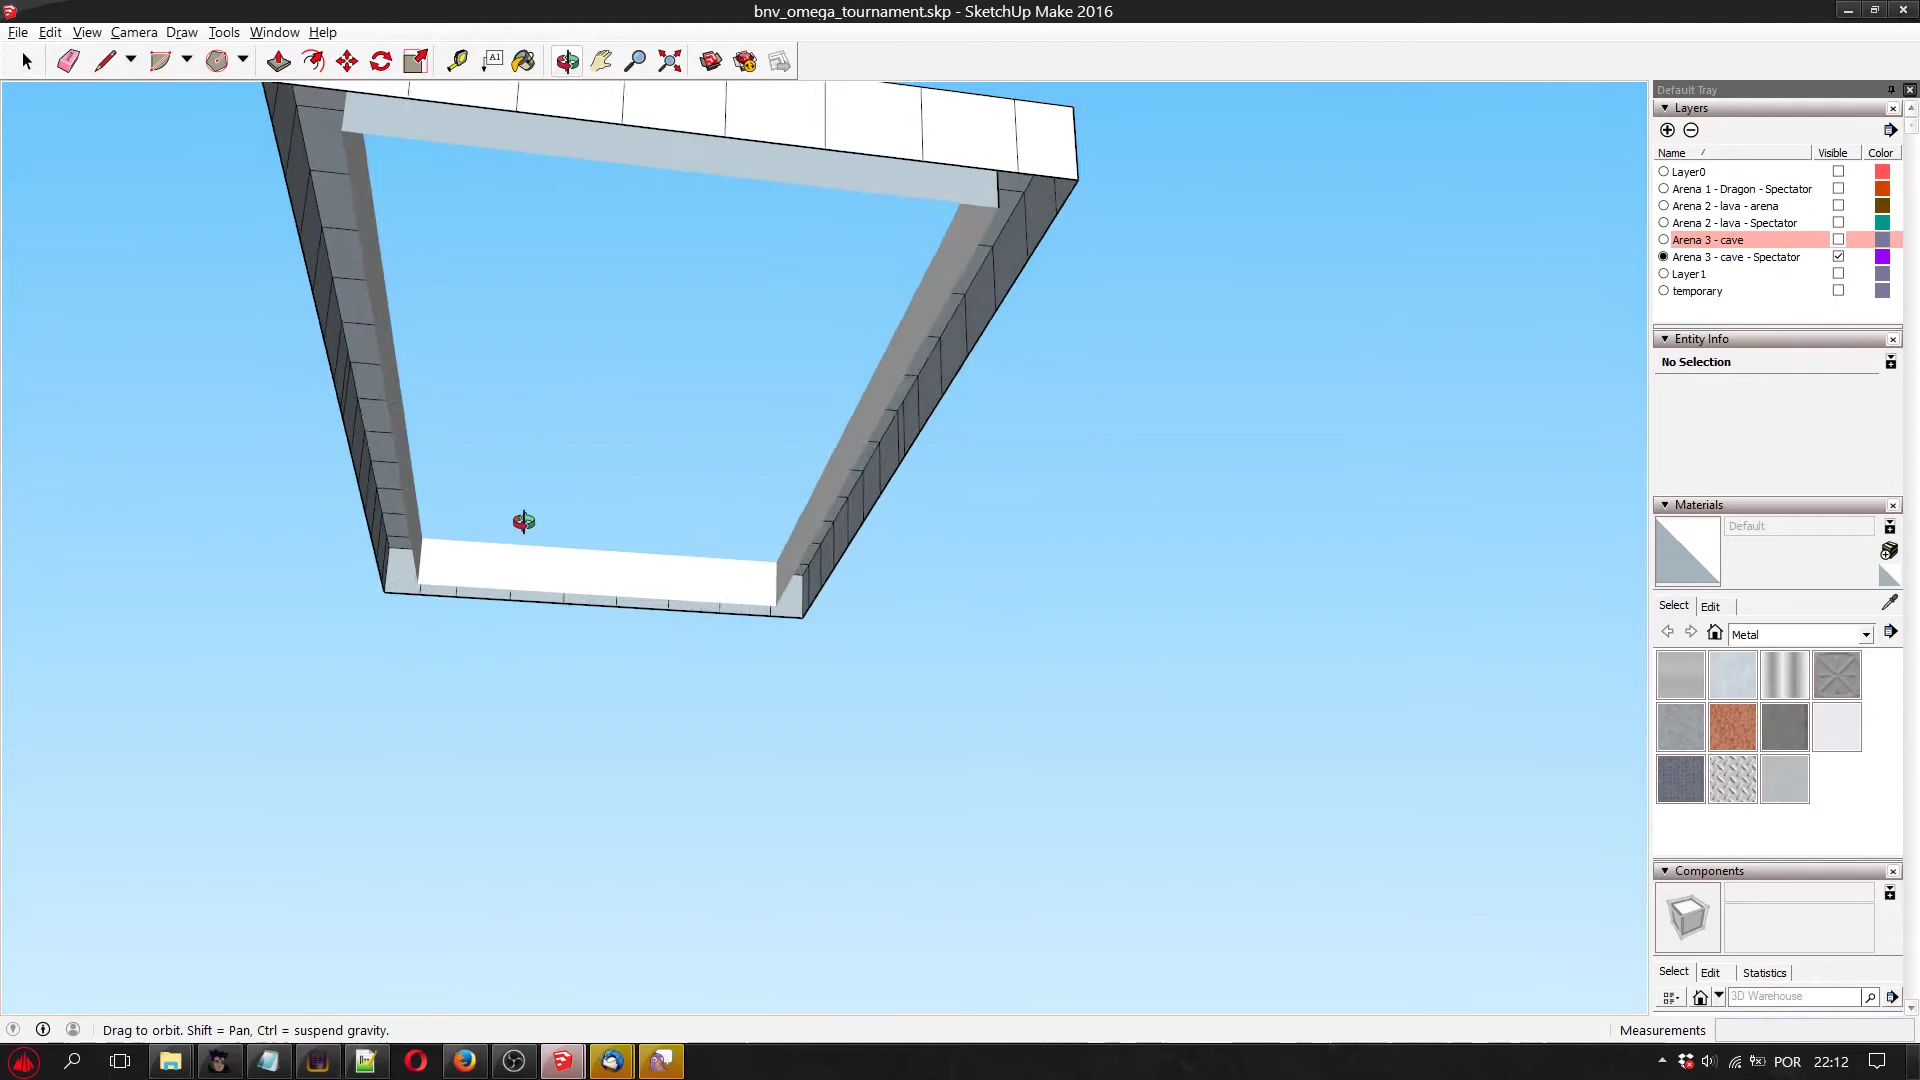 bnv_omega_tournament.skp - SketchUp Make 2016
File Edit View Camera Draw Tools Window Help
A1
Default Tray
Layers
Name Visible Color
Layer0
Arena 1 - Dragon - Spectator
Arena 2 - lava - arena
Arena 2 - lava - Spectator
Arena 3 - cave
Arena 3 - cave - Spectator
Layer1
temporary
Entity Info
No Selection
Materials
Default
Select Edit
Metal
Components
Select Edit Statistics
3D Warehouse
Drag to orbit. Shift = Pan, Ctrl = suspend gravity.
Measurements
POR 22:12